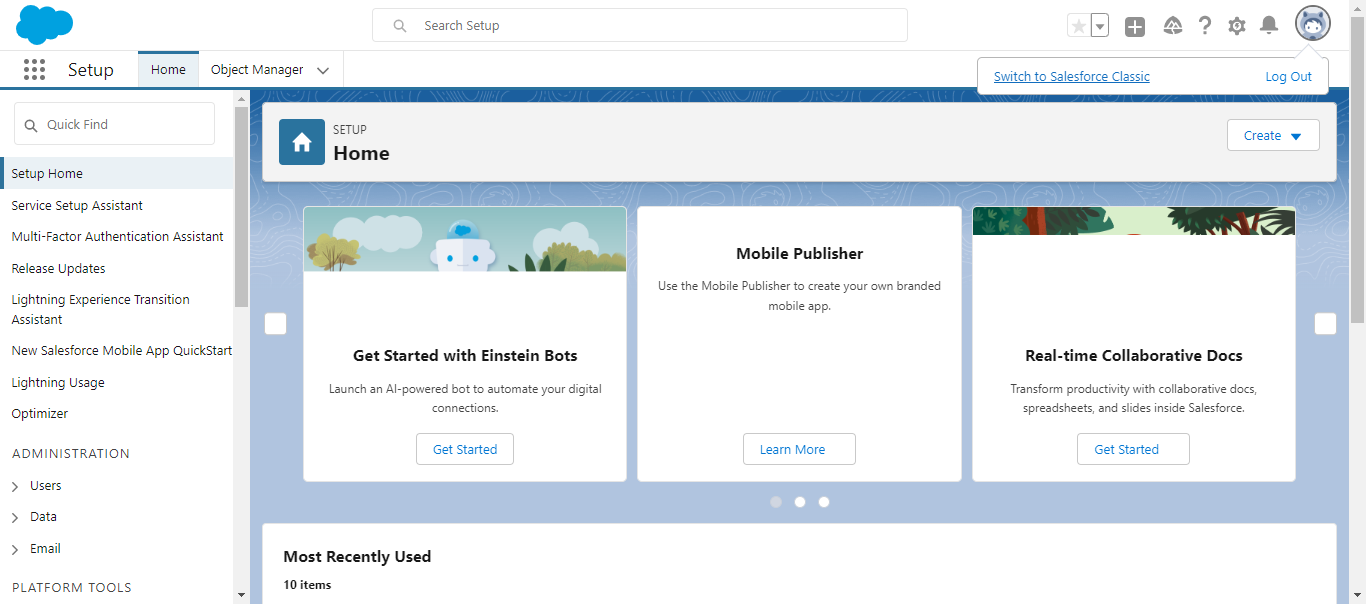 Search Setup
Setup
Home
Object Manager
Switch to Salesforce Classic
Log Out
Quick Find
Setup Home
Service Setup Assistant
Multi-Factor Authentication Assistant
Release Updates
Lightning Experience Transition
Assistant
New Salesforce Mobile App QuickStart
Lightning Usage
Optimizer
ADMINISTRATION
Users
Data
Email
PLATFORM TOOLS
SETUP
Home
Create
Get Started with Einstein Bots
Launch an AI-powered bot to automate your digital
connections.
Get Started
Mobile Publisher
Use the Mobile Publisher to create your own branded
mobile app.
Learn More
Real-time Collaborative Docs
Transform productivity with collaborative docs,
spreadsheets, and slides inside Salesforce.
Get Started
Most Recently Used
10 items